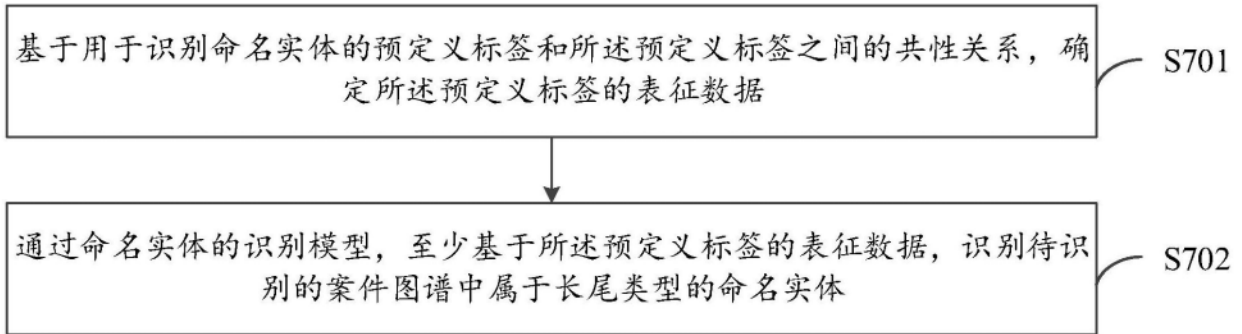 基于用于识别命名实体的预定义标签和所述预定义标签之间的共性关系，确
定所述预定义标签的表征数据
S701
通过命名实体的识别模型，至少基于所述预定义标签的表征数据，识别待识
别的案件图谱中属于长尾类型的命名实体
S702